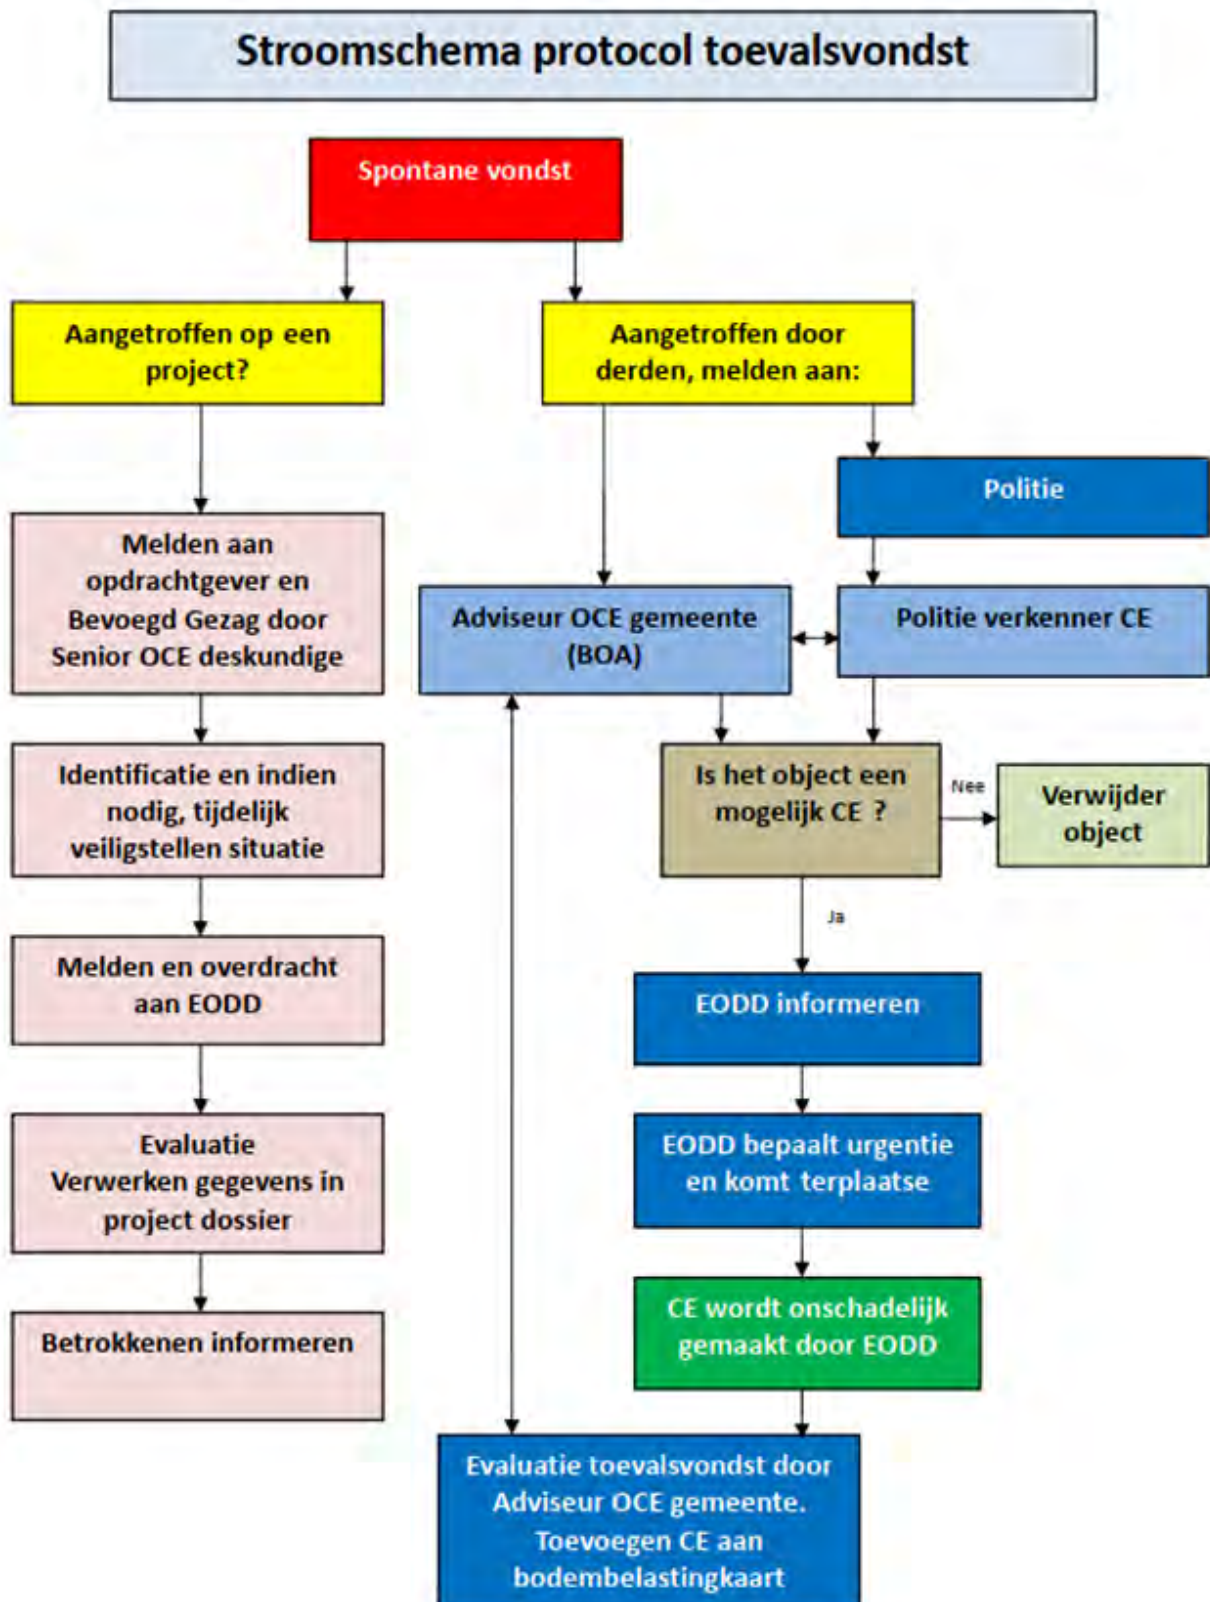 Stroomschema protocol toevalsvondst
Spontane vondst
Aangetroffen op een
project?
Aangetroffen door
derden, melden aan:
Politie
Melden aan
opdrachtgever en
Bevoegd Gezag door
Senior OCE deskundige
Adviseur OCE gemeente
(BOA)
Politie verkenner CE
Identificatie en indien
nodig, tijdelijk
veiligstellen situatie
Is het object een
mogelijk CE ?
Nee
Verwijder
object
Ja
Melden en overdracht
aan EODD
EODD informeren
Evaluatie
Verwerken gegevens in
project dossier
EODD bepaalt urgentie
en komt terplaatse
Betrokkenen informeren
CE wordt onschadelijk
gemaakt door EODD
Evaluatie toevalsvondst door
Adviseur OCE gemeente.
Toevoegen CE aan
bodembelastingkaart